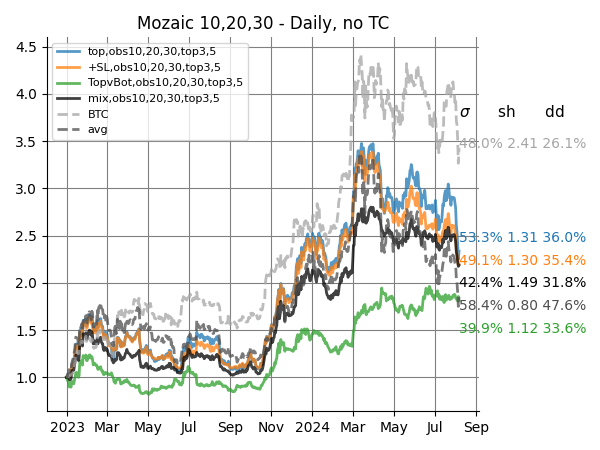 Mozaic 10,20,30 - Daily, no TC
top,obs10,20,30,top3,5
+SL,obs10,20,30,top3,5
TopvBot,obs10,20,30,top3,5
mix,obs10,20,30,top3,5
BTC
avg
4.5
4.0
3.5
3.0
2.5
2.0
1.5
1.0
σ sh dd
48.0% 2.41 26.1%
53.3% 1.31 36.0%
49.1% 1.30 35.4%
42.4% 1.49 31.8%
58.4% 0.80 47.6%
39.9% 1.12 33.6%
2023 Mar May Jul Sep Nov 2024 Mar May Jul Sep